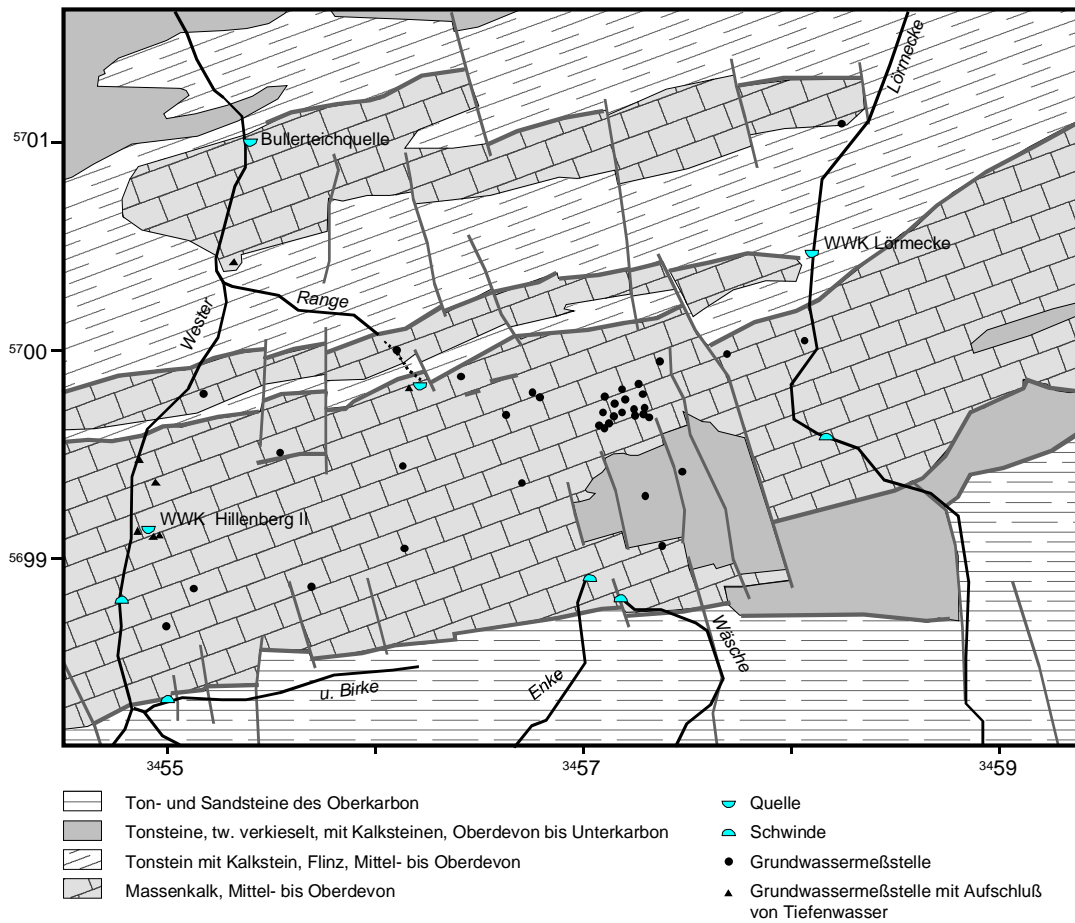 Lörmecke
5701
Bullerteichquelle
WWK Lörmecke
Range
Wester
5700
WWK Hillenberg II
5699
Wäsche
Enke
u. Birke
3455
3457
3459
Ton- und Sandsteine des Oberkarbon
Tonsteine, tw. verkieselt, mit Kalksteinen, Oberdevon bis Unterkarbon
Tonstein mit Kalkstein, Flinz, Mittel- bis Oberdevon
Massenkalk, Mittel- bis Oberdevon
Quelle
Schwinde
Grundwassermeßstelle
Grundwassermeßstelle mit Aufschluß
von Tiefenwasser